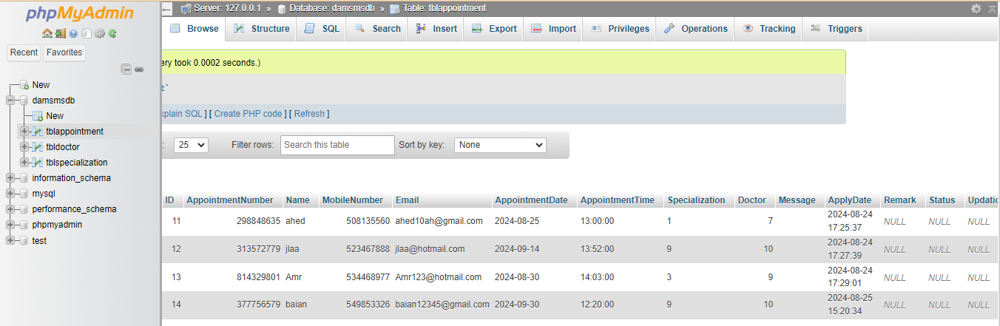 phpMyAdmin
Recent Favorites
New
damsmsdb
New
tblappointment
tbldoctor
tblspecialization
information_schema
mysql
performance_schema
phpmyadmin
test
Server: 127.0.0.1 » Database: damsmsdb » Table: tblappointment
Browse Structure SQL Search Insert Export Import Privileges Operations Tracking Triggers
ery took 0.0002 seconds.)
t`
xplain SQL ] [ Create PHP code ] [ Refresh ]
: 25 Filter rows: Search this table Sort by key: None
ID AppointmentNumber Name MobileNumber Email AppointmentDate AppointmentTime Specialization Doctor Message ApplyDate Remark Status Updatio
11 298848635 ahed 508135560 ahed10ah@gmail.com 2024-08-25 13:00:00 1 7 2024-08-24 17:25:37 NULL NULL NULL
12 313572779 jlaa 523467888 jlaa@hotmail.com 2024-09-14 13:52:00 9 10 2024-08-24 17:27:39 NULL NULL NULL
13 814329801 Amr 534468977 Amr123@hotmail.com 2024-08-30 14:03:00 3 9 2024-08-24 17:29:01 NULL NULL NULL
14 377756579 baian 549853326 baian12345@gmail.com 2024-09-30 12:20:00 9 10 2024-08-25 15:20:34 NULL NULL NULL